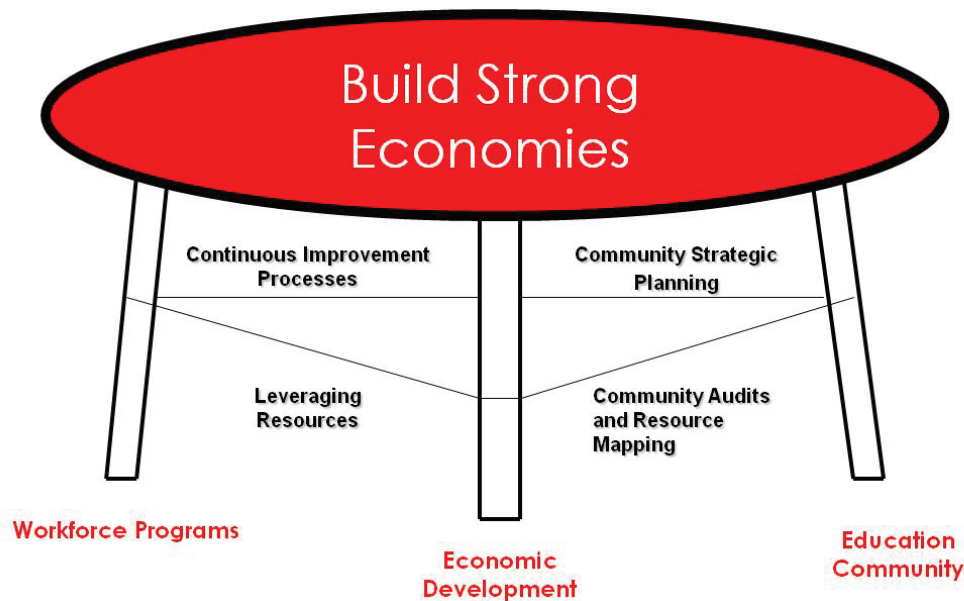 Build Strong
Economies
Continuous Improvement
Processes
Community Strategic
Planning
Leveraging
Resources
Community Audits
and Resource
Mapping
Workforce Programs
Economic
Development
Education
Community